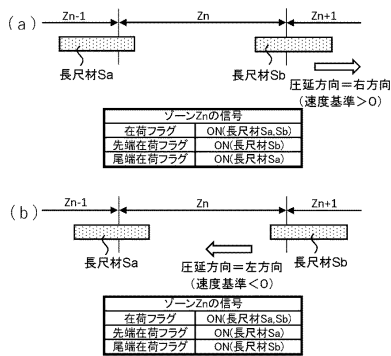 (a)
Zn-1 Zn Zn+1
長尺材Sa 長尺材Sb
圧延方向=右方向
(速度基準>0)
ゾーンZnの信号
在荷フラグ ON(長尺材Sa,Sb)
先端在荷フラグ ON(長尺材Sb)
尾端在荷フラグ ON(長尺材Sa)
(b)
Zn-1 Zn Zn+1
長尺材Sa 長尺材Sb
圧延方向=左方向
(速度基準<0)
ゾーンZnの信号
在荷フラグ ON(長尺材Sa,Sb)
先端在荷フラグ ON(長尺材Sa)
尾端在荷フラグ ON(長尺材Sb)